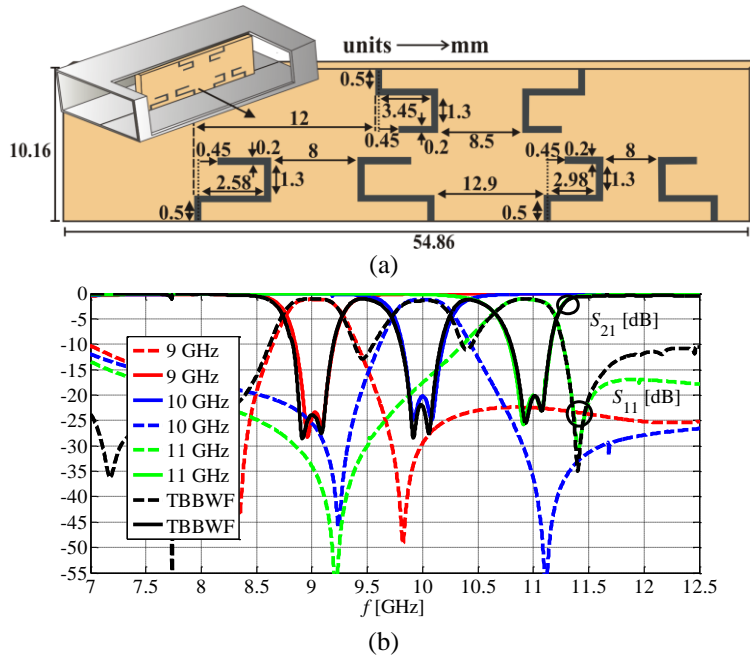 units mm
0.5
3.45
1.3
12
0.45
0.2
8.5
10.16
0.45
0.2
8
0.45
0.2
8
2.58
1.3
12.9
2.98
1.3
0.5
0.5
54.86
(a)
0
-5
-10
-15
-20
-25
-30
-35
-40
-45
-50
-55
S21 [dB]
S11 [dB]
9 GHz
9 GHz
10 GHz
10 GHz
11 GHz
11 GHz
TBBWF
TBBWF
7 7.5 8 8.5 9 9.5 10 10.5 11 11.5 12 12.5
f [GHz]
(b)